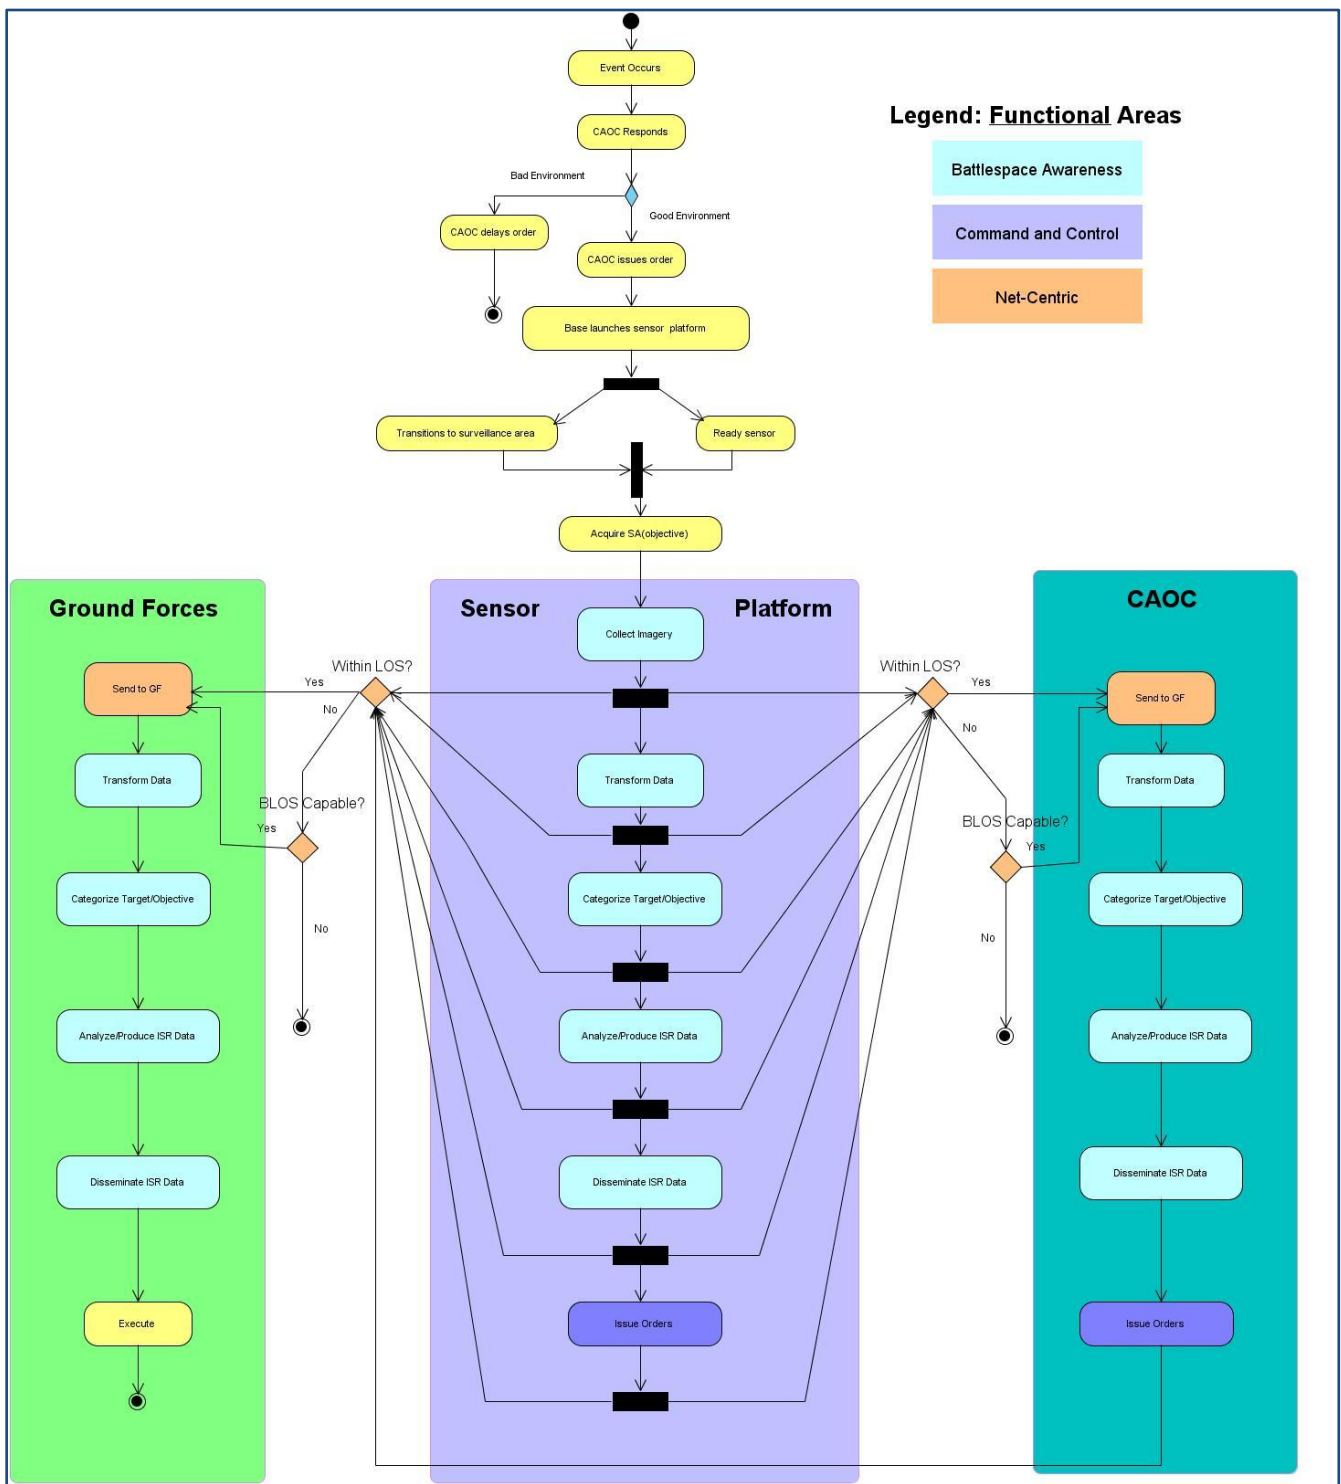 Event Occurs
Legend: Functional Areas
CAOC Responds
Battlespace Awareness
Bad Environment
Good Environment
CAOC delays order
Command and Control
CAOC issues order
Net-Centric
Base launches sensor platform
Transitions to surveillance area
Ready sensor
Acquire SA(objective)
Ground Forces
Send to GF
Transform Data
Categorize Target/Objective
Analyze/Produce ISR Data
Disseminate ISR Data
Execute
Within LOS?
Yes
No
BLOS Capable?
Yes
No
Sensor Platform
Collect Imagery
Transform Data
Categorize Target/Objective
Analyze/Produce ISR Data
Disseminate ISR Data
Issue Orders
Within LOS?
Yes
No
BLOS Capable?
Yes
No
CAOC
Send to GF
Transform Data
Categorize Target/Objective
Analyze/Produce ISR Data
Disseminate ISR Data
Issue Orders